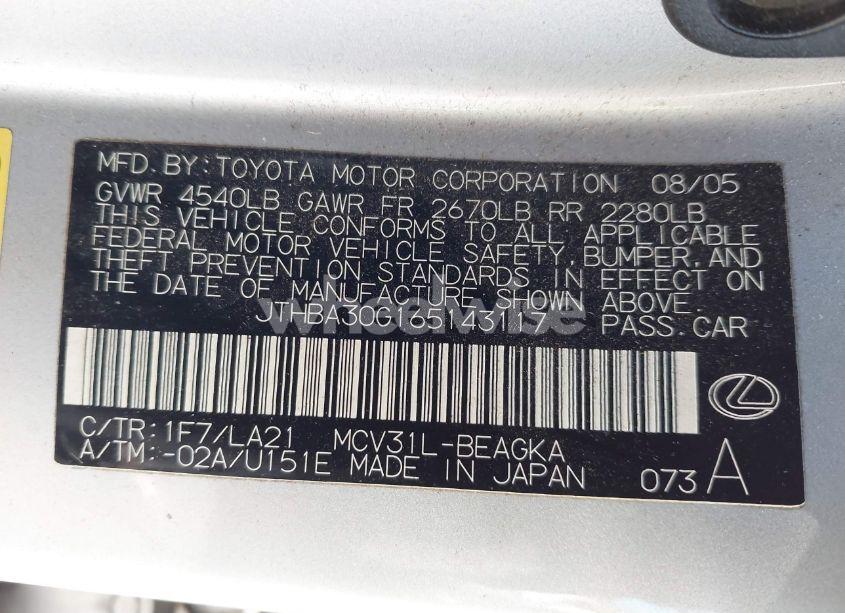 MFD. BY: TOYOTA MOTOR CORPORATION 08/05
GVWR 4540LB GAWR FR 2670LB RR 2280LB
THIS VEHICLE CONFORMS TO ALL APPLICABLE
FEDERAL MOTOR VEHICLE SAFETY, BUMPER, AND
THEFT PREVENTION STANDARDS IN EFFECT ON
THE DATE OF MANUFACTURE SHOWN ABOVE.
JTHBA30G165143117 PASS. CAR
wheelwise
C/TR: 1F7/LA21 MCV31L-BEAGKA
A/TM: -02A/U151E MADE IN JAPAN 073 A